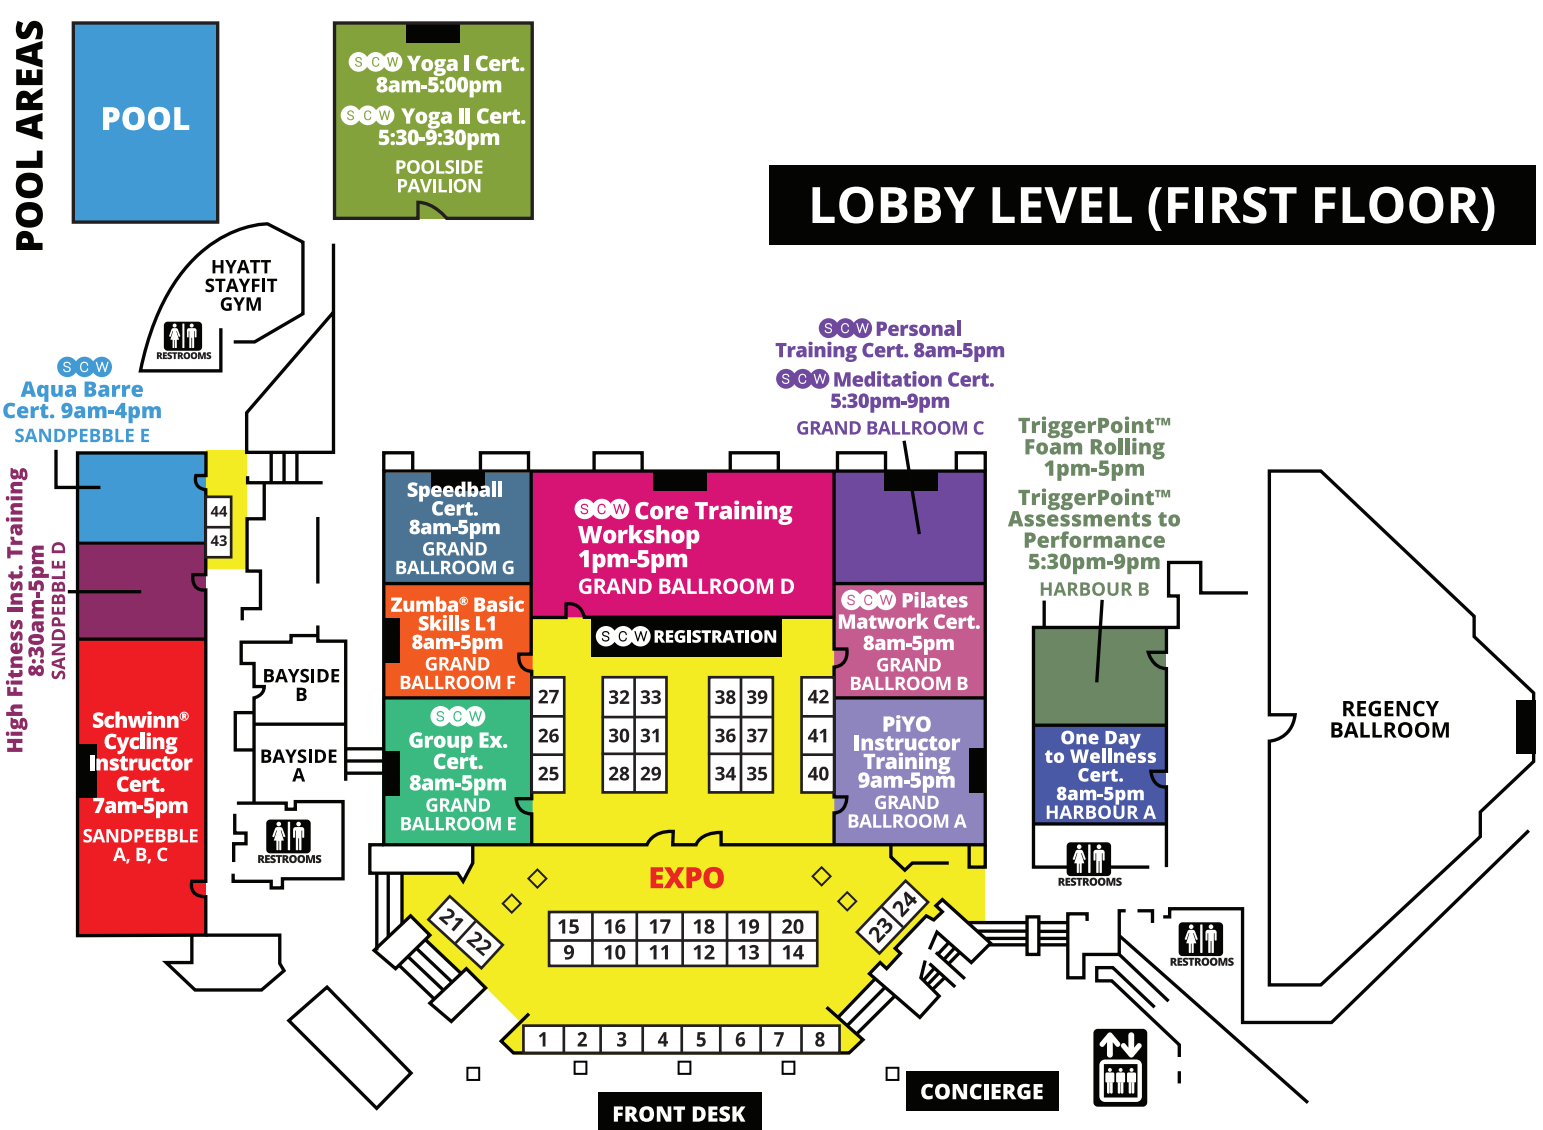 POOL AREAS
POOL
SCW Yoga I Cert.
8am-5:00pm
SCW Yoga II Cert.
5:30-9:30pm
POOLSIDE
PAVILION
LOBBY LEVEL (FIRST FLOOR)
HYATT
STAYFIT
GYM
RESTROOMS
SCW
Aqua Barre
Cert. 9am-4pm
SANDPEBBLE E
High Fitness Inst. Training
8:30am-5pm
SANDPEBBLE D
44
43
Schwinn®
Cycling
Instructor
Cert.
7am-5pm
SANDPEBBLE
A, B, C
BAYSIDE
B
BAYSIDE
A
RESTROOMS
Speedball
Cert.
8am-5pm
GRAND
BALLROOM G
Zumba® Basic
Skills L1
8am-5pm
GRAND
BALLROOM F
SCW
Group Ex.
Cert.
8am-5pm
GRAND
BALLROOM E
SCW Core Training
Workshop
1pm-5pm
GRAND BALLROOM D
SCW REGISTRATION
SCW Personal
Training Cert. 8am-5pm
SCW Meditation Cert.
5:30pm-9pm
GRAND BALLROOM C
SCW Pilates
Matwork Cert.
8am-5pm
GRAND
BALLROOM B
PiYO
Instructor
Training
9am-5pm
GRAND
BALLROOM A
27 32 33 38 39 42
26 30 31 36 37 41
25 28 29 34 35 40
EXPO
21 22
15 16 17 18 19 20
9 10 11 12 13 14
23 24
1 2 3 4 5 6 7 8
TriggerPoint™
Foam Rolling
1pm-5pm
TriggerPoint™
Assessments to
Performance
5:30pm-9pm
HARBOUR B
One Day
to Wellness
Cert.
8am-5pm
HARBOUR A
RESTROOMS
REGENCY
BALLROOM
RESTROOMS
CONCIERGE
FRONT DESK